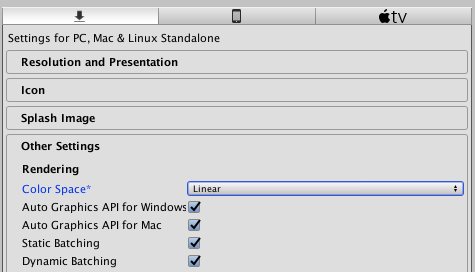 tv
Settings for PC, Mac & Linux Standalone
Resolution and Presentation
Icon
Splash Image
Other Settings
Rendering
Color Space* Linear
Auto Graphics API for Windows
Auto Graphics API for Mac
Static Batching
Dynamic Batching